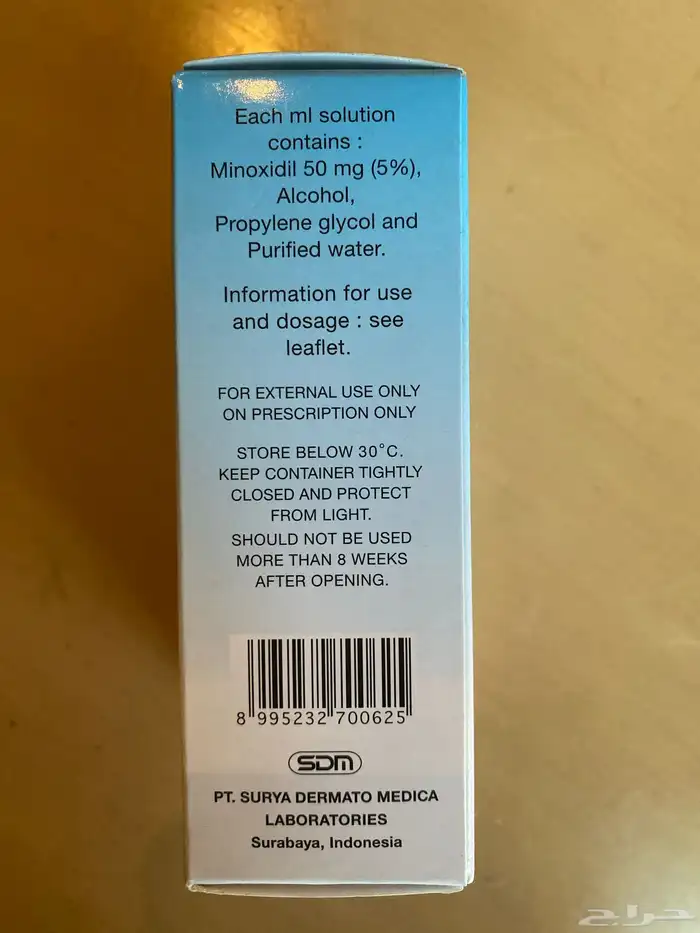 Each ml solution
contains :
Minoxidil 50 mg (5%),
Alcohol,
Propylene glycol and
Purified water.
Information for use
and dosage : see
leaflet.
FOR EXTERNAL USE ONLY
ON PRESCRIPTION ONLY
STORE BELOW 30°C.
KEEP CONTAINER TIGHTLY
CLOSED AND PROTECT
FROM LIGHT.
SHOULD NOT BE USED
MORE THAN 8 WEEKS
AFTER OPENING.
8 995232 700625
SDM
PT. SURYA DERMATO MEDICA
LABORATORIES
Surabaya, Indonesia
حراج